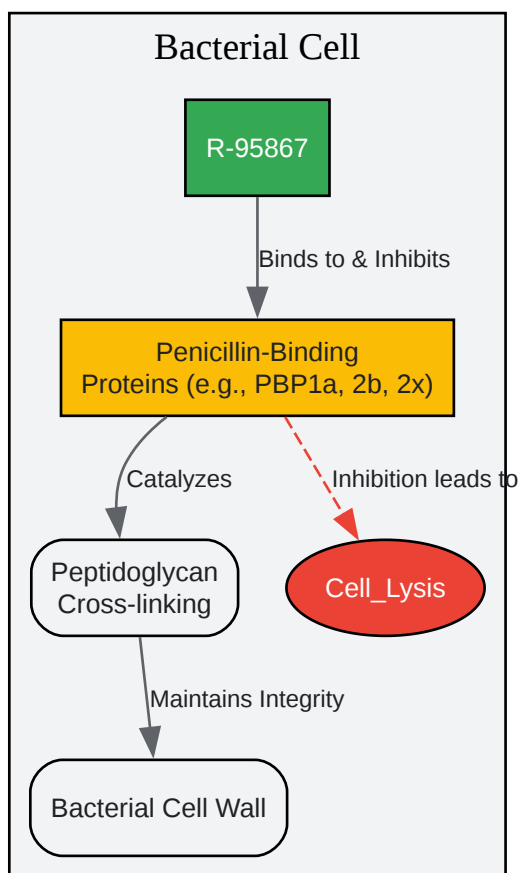 Bacterial Cell
R-95867
Binds to & Inhibits
Penicillin-Binding
Proteins (e.g., PBP1a, 2b, 2x)
Catalyzes
Inhibition leads to
Peptidoglycan
Cross-linking
Cell_Lysis
Maintains Integrity
Bacterial Cell Wall